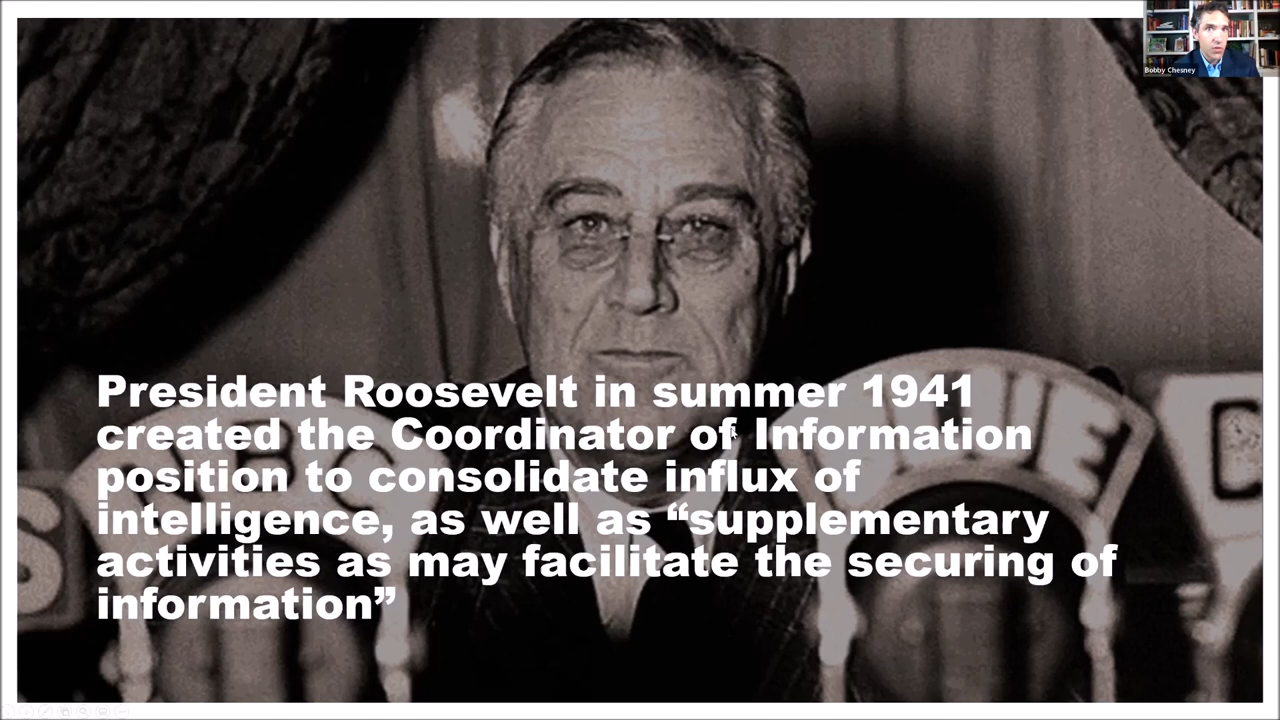 Bobby Chesney
President Roosevelt in summer 1941
created the Coordinator of Information
position to consolidate influx of
intelligence, as well as “supplementary
activities as may facilitate the securing of
information”
S
NBC